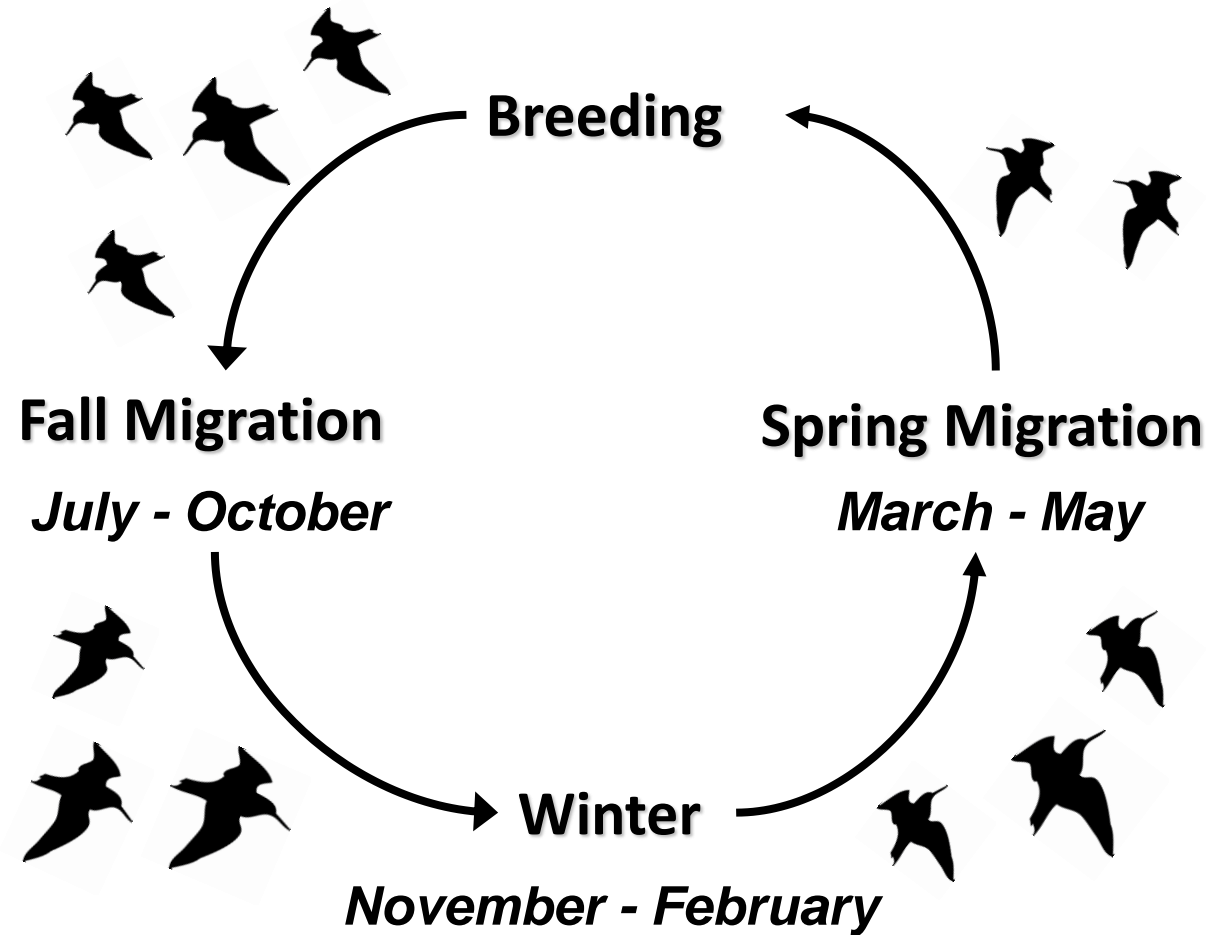 Breeding
Fall Migration
July - October
Spring Migration
March - May
Winter
November - February